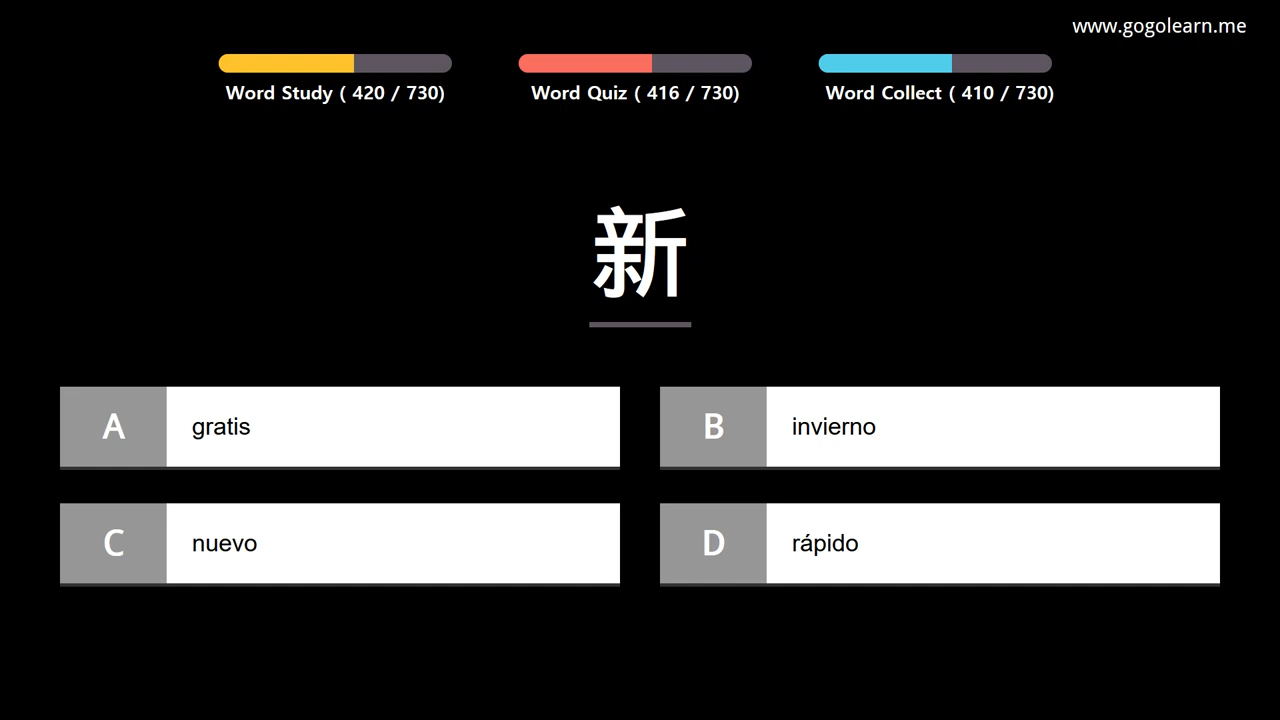 www.gogolearn.me
Word Study ( 420 / 730)
Word Quiz ( 416 / 730)
Word Collect ( 410 / 730)
新
A gratis
B invierno
C nuevo
D rápido